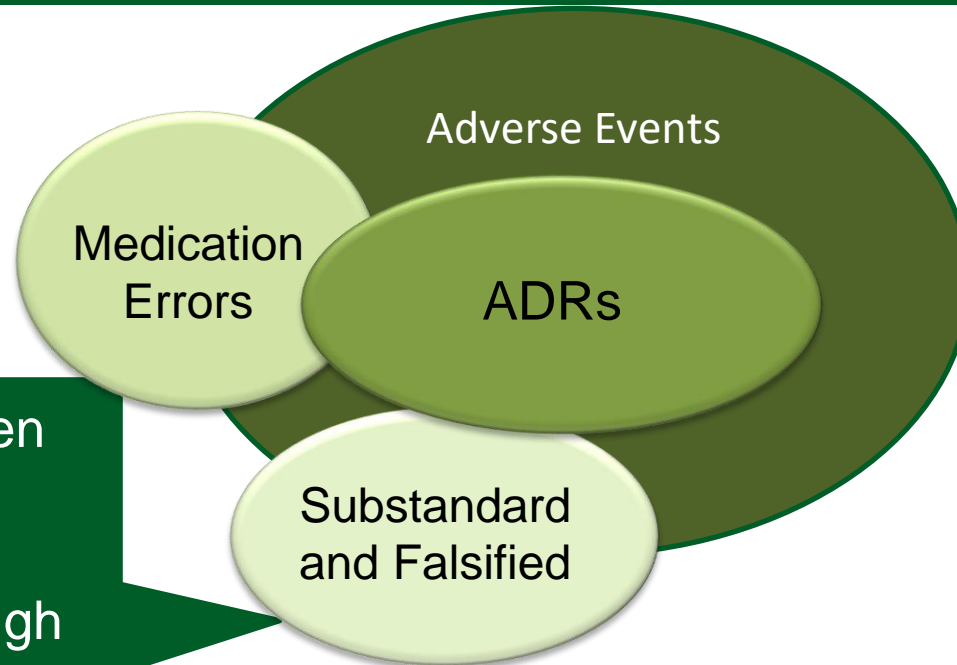 Adverse Events
Medication
Errors
ADRs
Substandard
and Falsified